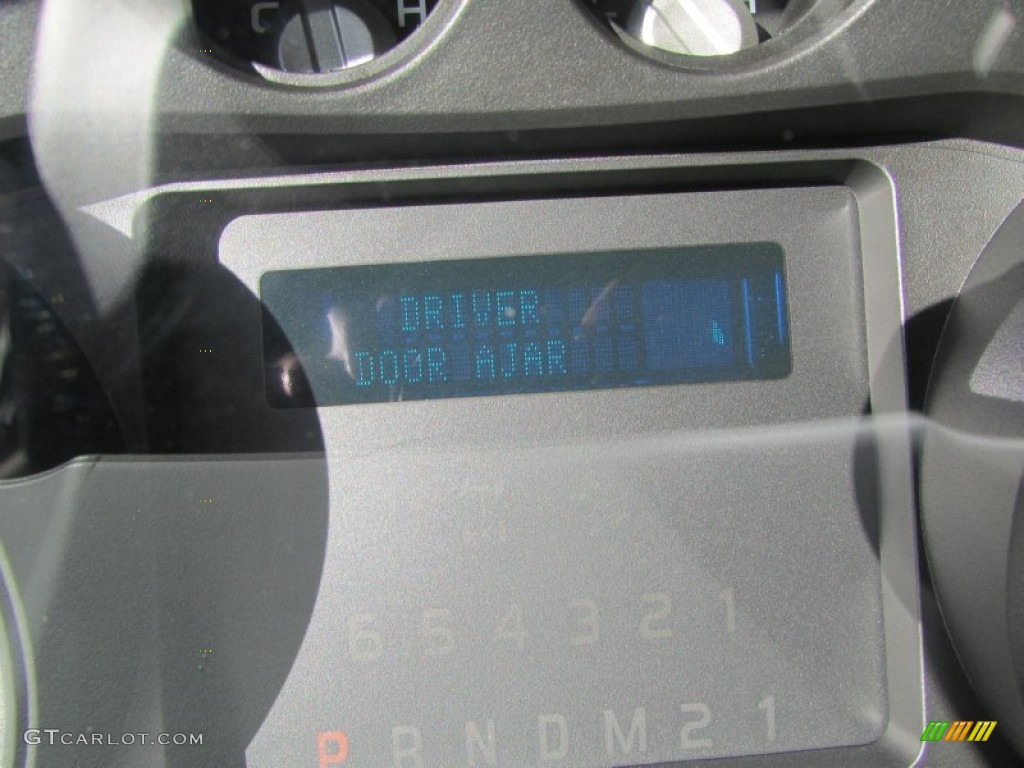 C H
DRIVER
DOOR AJAR
6 5 4 3 2 1
P R N D M 2 1
GTCARLOT.COM